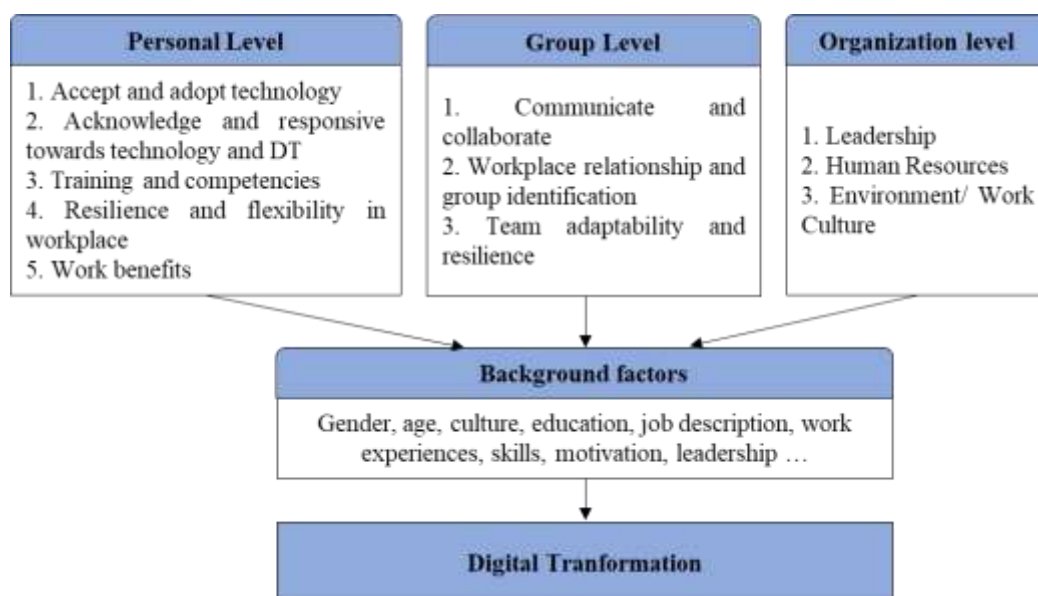 Personal Level
1. Accept and adopt technology
2. Acknowledge and responsive
towards technology and DT
3. Training and competencies
4. Resilience and flexibility in
workplace
5. Work benefits
Group Level
1. Communicate and
collaborate
2. Workplace relationship and
group identification
3. Team adaptability and
resilience
Organization level
1. Leadership
2. Human Resources
3. Environment/ Work
Culture
Background factors
Gender, age, culture, education, job description, work
experiences, skills, motivation, leadership …
Digital Tranformation